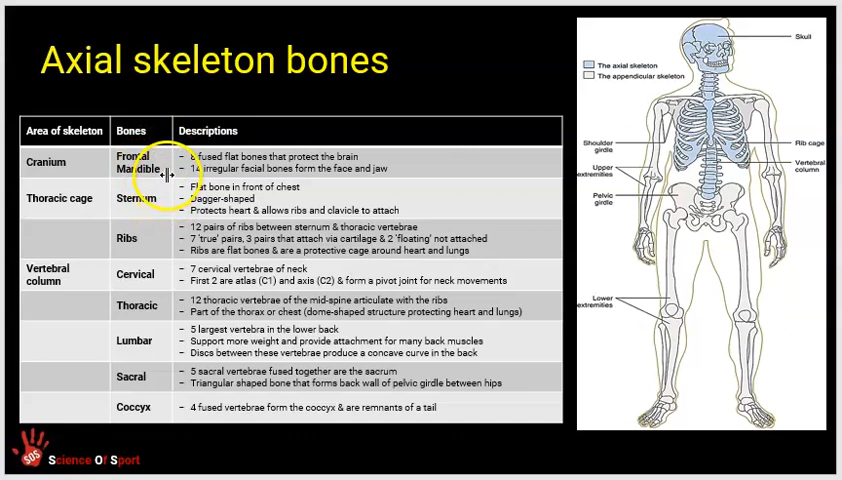 Axial skeleton bones
Area of skeleton Bones Descriptions
Cranium
Frontal
Mandible
- 8 fused flat bones that protect the brain
- 14 irregular facial bones form the face and jaw
Thoracic cage
Sternum
- Flat bone in front of chest
- Dagger-shaped
- Protects heart & allows ribs and clavicle to attach
Ribs
- 12 pairs of ribs between sternum & thoracic vertebrae
- 7 'true' pairs, 3 pairs that attach via cartilage & 2 'floating' not attached
- Ribs are flat bones & are a protective cage around heart and lungs
Vertebral
column
Cervical
- 7 cervical vertebrae of neck
- First 2 are atlas (C1) and axis (C2) & form a pivot joint for neck movements
Thoracic
- 12 thoracic vertebrae of the mid-spine articulate with the ribs
- Part of the thorax or chest (dome-shaped structure protecting heart and lungs)
Lumbar
- 5 largest vertebra in the lower back
- Support more weight and provide attachment for many back muscles
- Discs between these vertebrae produce a concave curve in the back
Sacral
- 5 sacral vertebrae fused together are the sacrum
- Triangular shaped bone that forms back wall of pelvic girdle between hips
Coccyx
- 4 fused vertebrae form the coccyx & are remnants of a tail
The axial skeleton
The appendicular skeleton
Skull
Shoulder
girdle
Rib cage
Upper
extremities
Vertebral
column
Pelvic
girdle
Lower
extremities
SOS
Science Of Sport